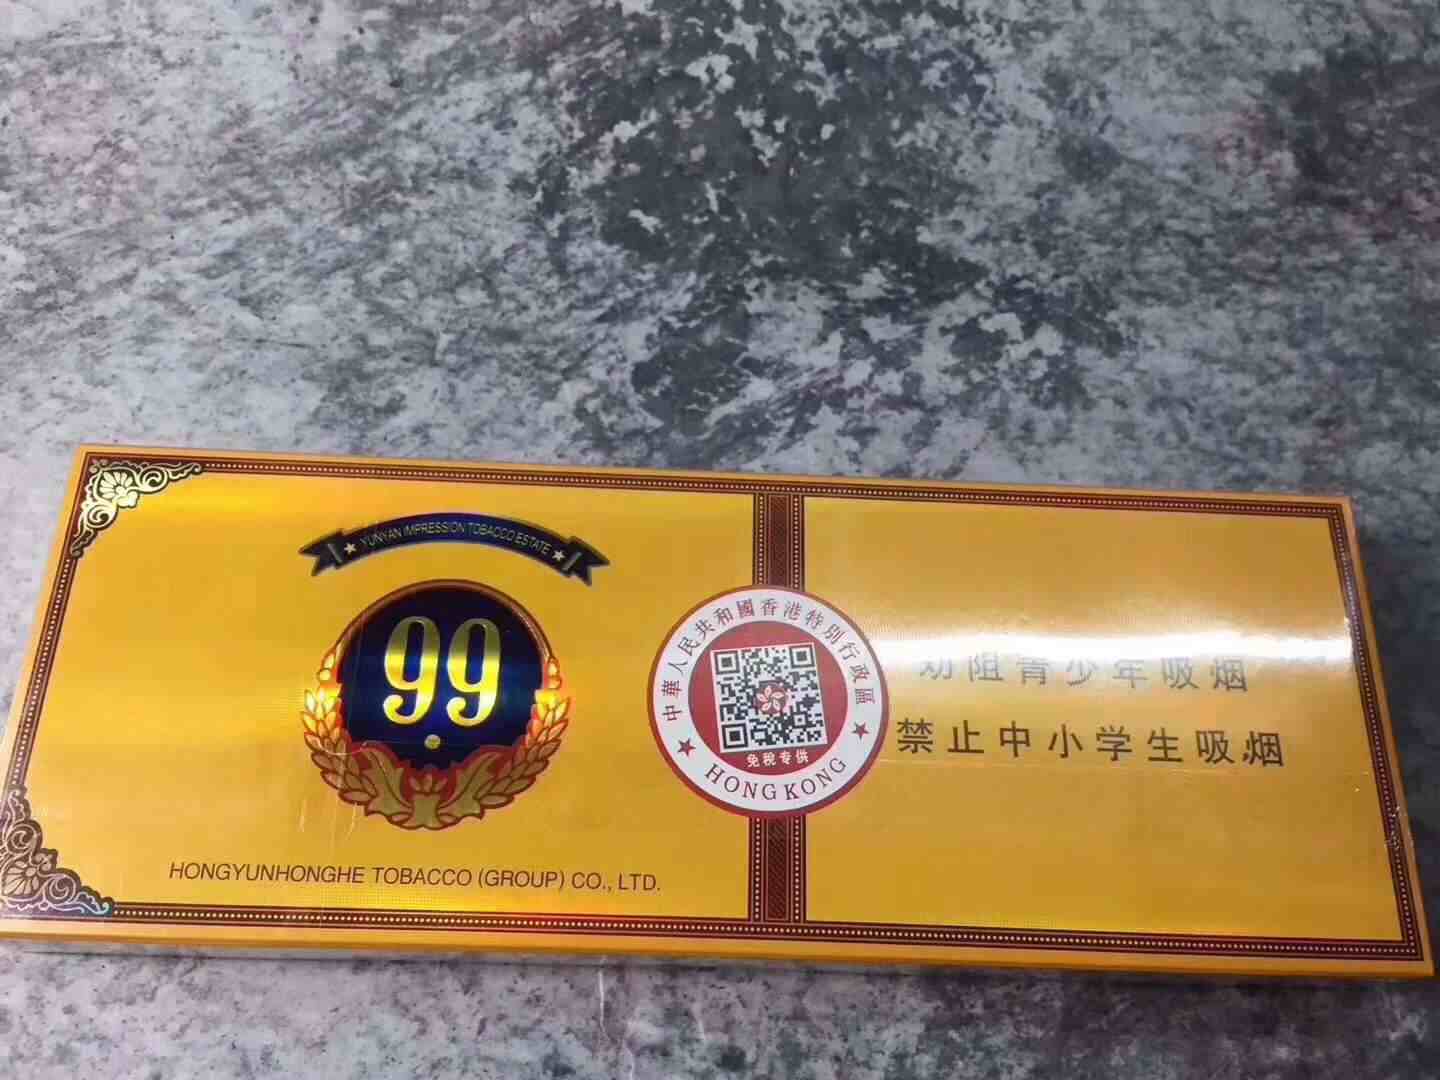 YUNYAN IMPRESSION TOBACCO ESTATE
99
HONGYUNHONGHE TOBACCO (GROUP) CO., LTD.
中華人民共和國香港特別行政區
免税专供
HONG KONG
劝阻青少年吸烟
禁止中小学生吸烟